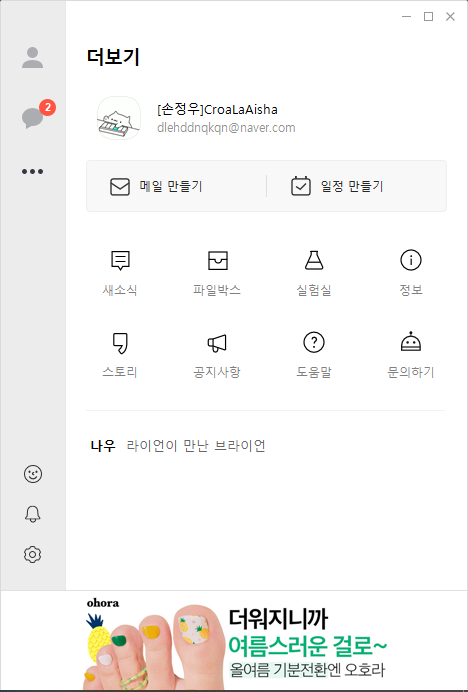 더보기
2
[손정우]CroaLaAisha
dlehddnqkqn@naver.com
메일 만들기 일정 만들기
새소식 파일박스 실험실 정보
스토리 공지사항 도움말 문의하기
나우 라이언이 만난 브라이언
ohora
더워지니까
여름스러운 걸로~
올여름 기분전환엔 오호라